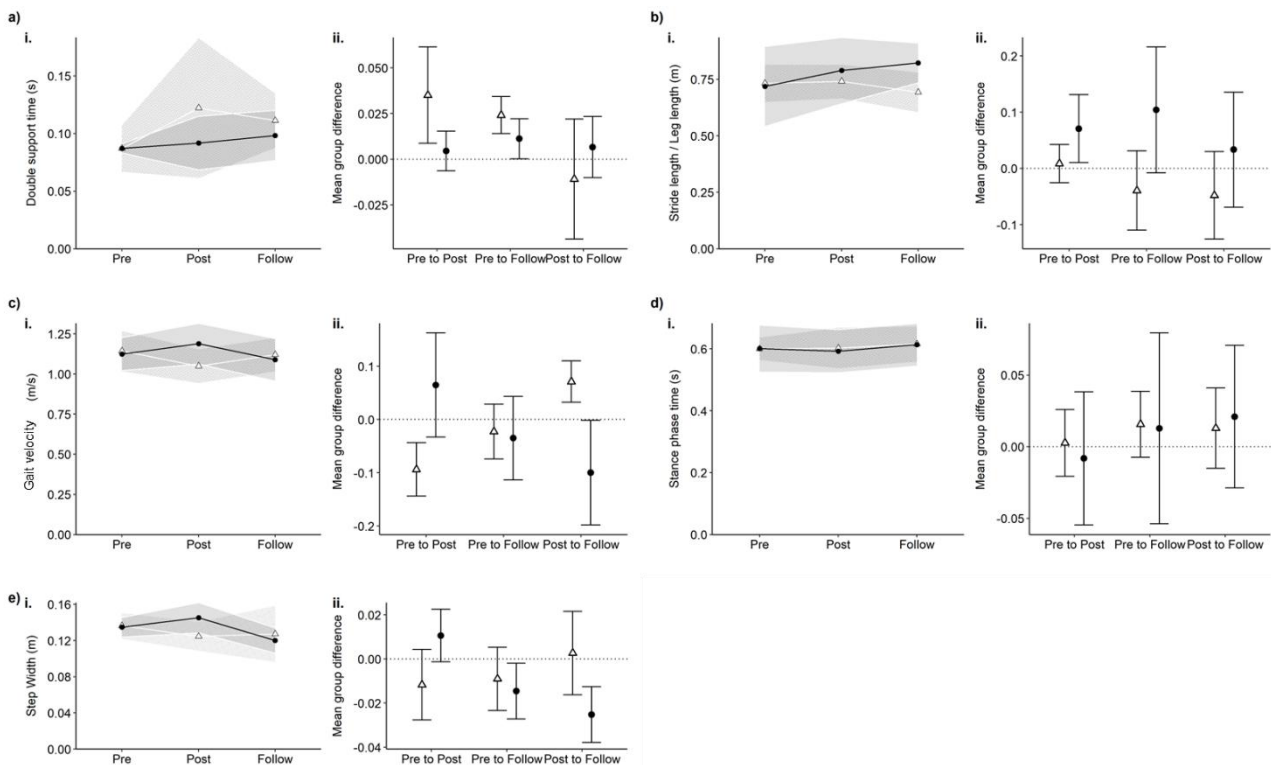 a)
i.
Double support time (s)
0.15
0.10
0.05
0.00
Pre Post Follow
ii.
Mean group difference
0.050
0.025
0.000
-0.025
Pre to Post Pre to Follow Post to Follow
b)
i.
Stride length / Leg length (m)
0.75
0.50
0.25
0.00
Pre Post Follow
ii.
Mean group difference
0.2
0.1
0.0
-0.1
Pre to Post Pre to Follow Post to Follow
c)
i.
Gait velocity (m/s)
1.25
1.00
0.75
0.50
0.25
0.00
Pre Post Follow
ii.
Mean group difference
0.1
0.0
-0.1
-0.2
Pre to Post Pre to Follow Post to Follow
d)
i.
Stance phase time (s)
0.6
0.4
0.2
0.0
Pre Post Follow
ii.
Mean group difference
0.05
0.00
-0.05
Pre to Post Pre to Follow Post to Follow
e)
i.
Step Width (m)
0.16
0.12
0.08
0.04
0.00
Pre Post Follow
ii.
Mean group difference
0.02
0.00
-0.02
-0.04
Pre to Post Pre to Follow Post to Follow